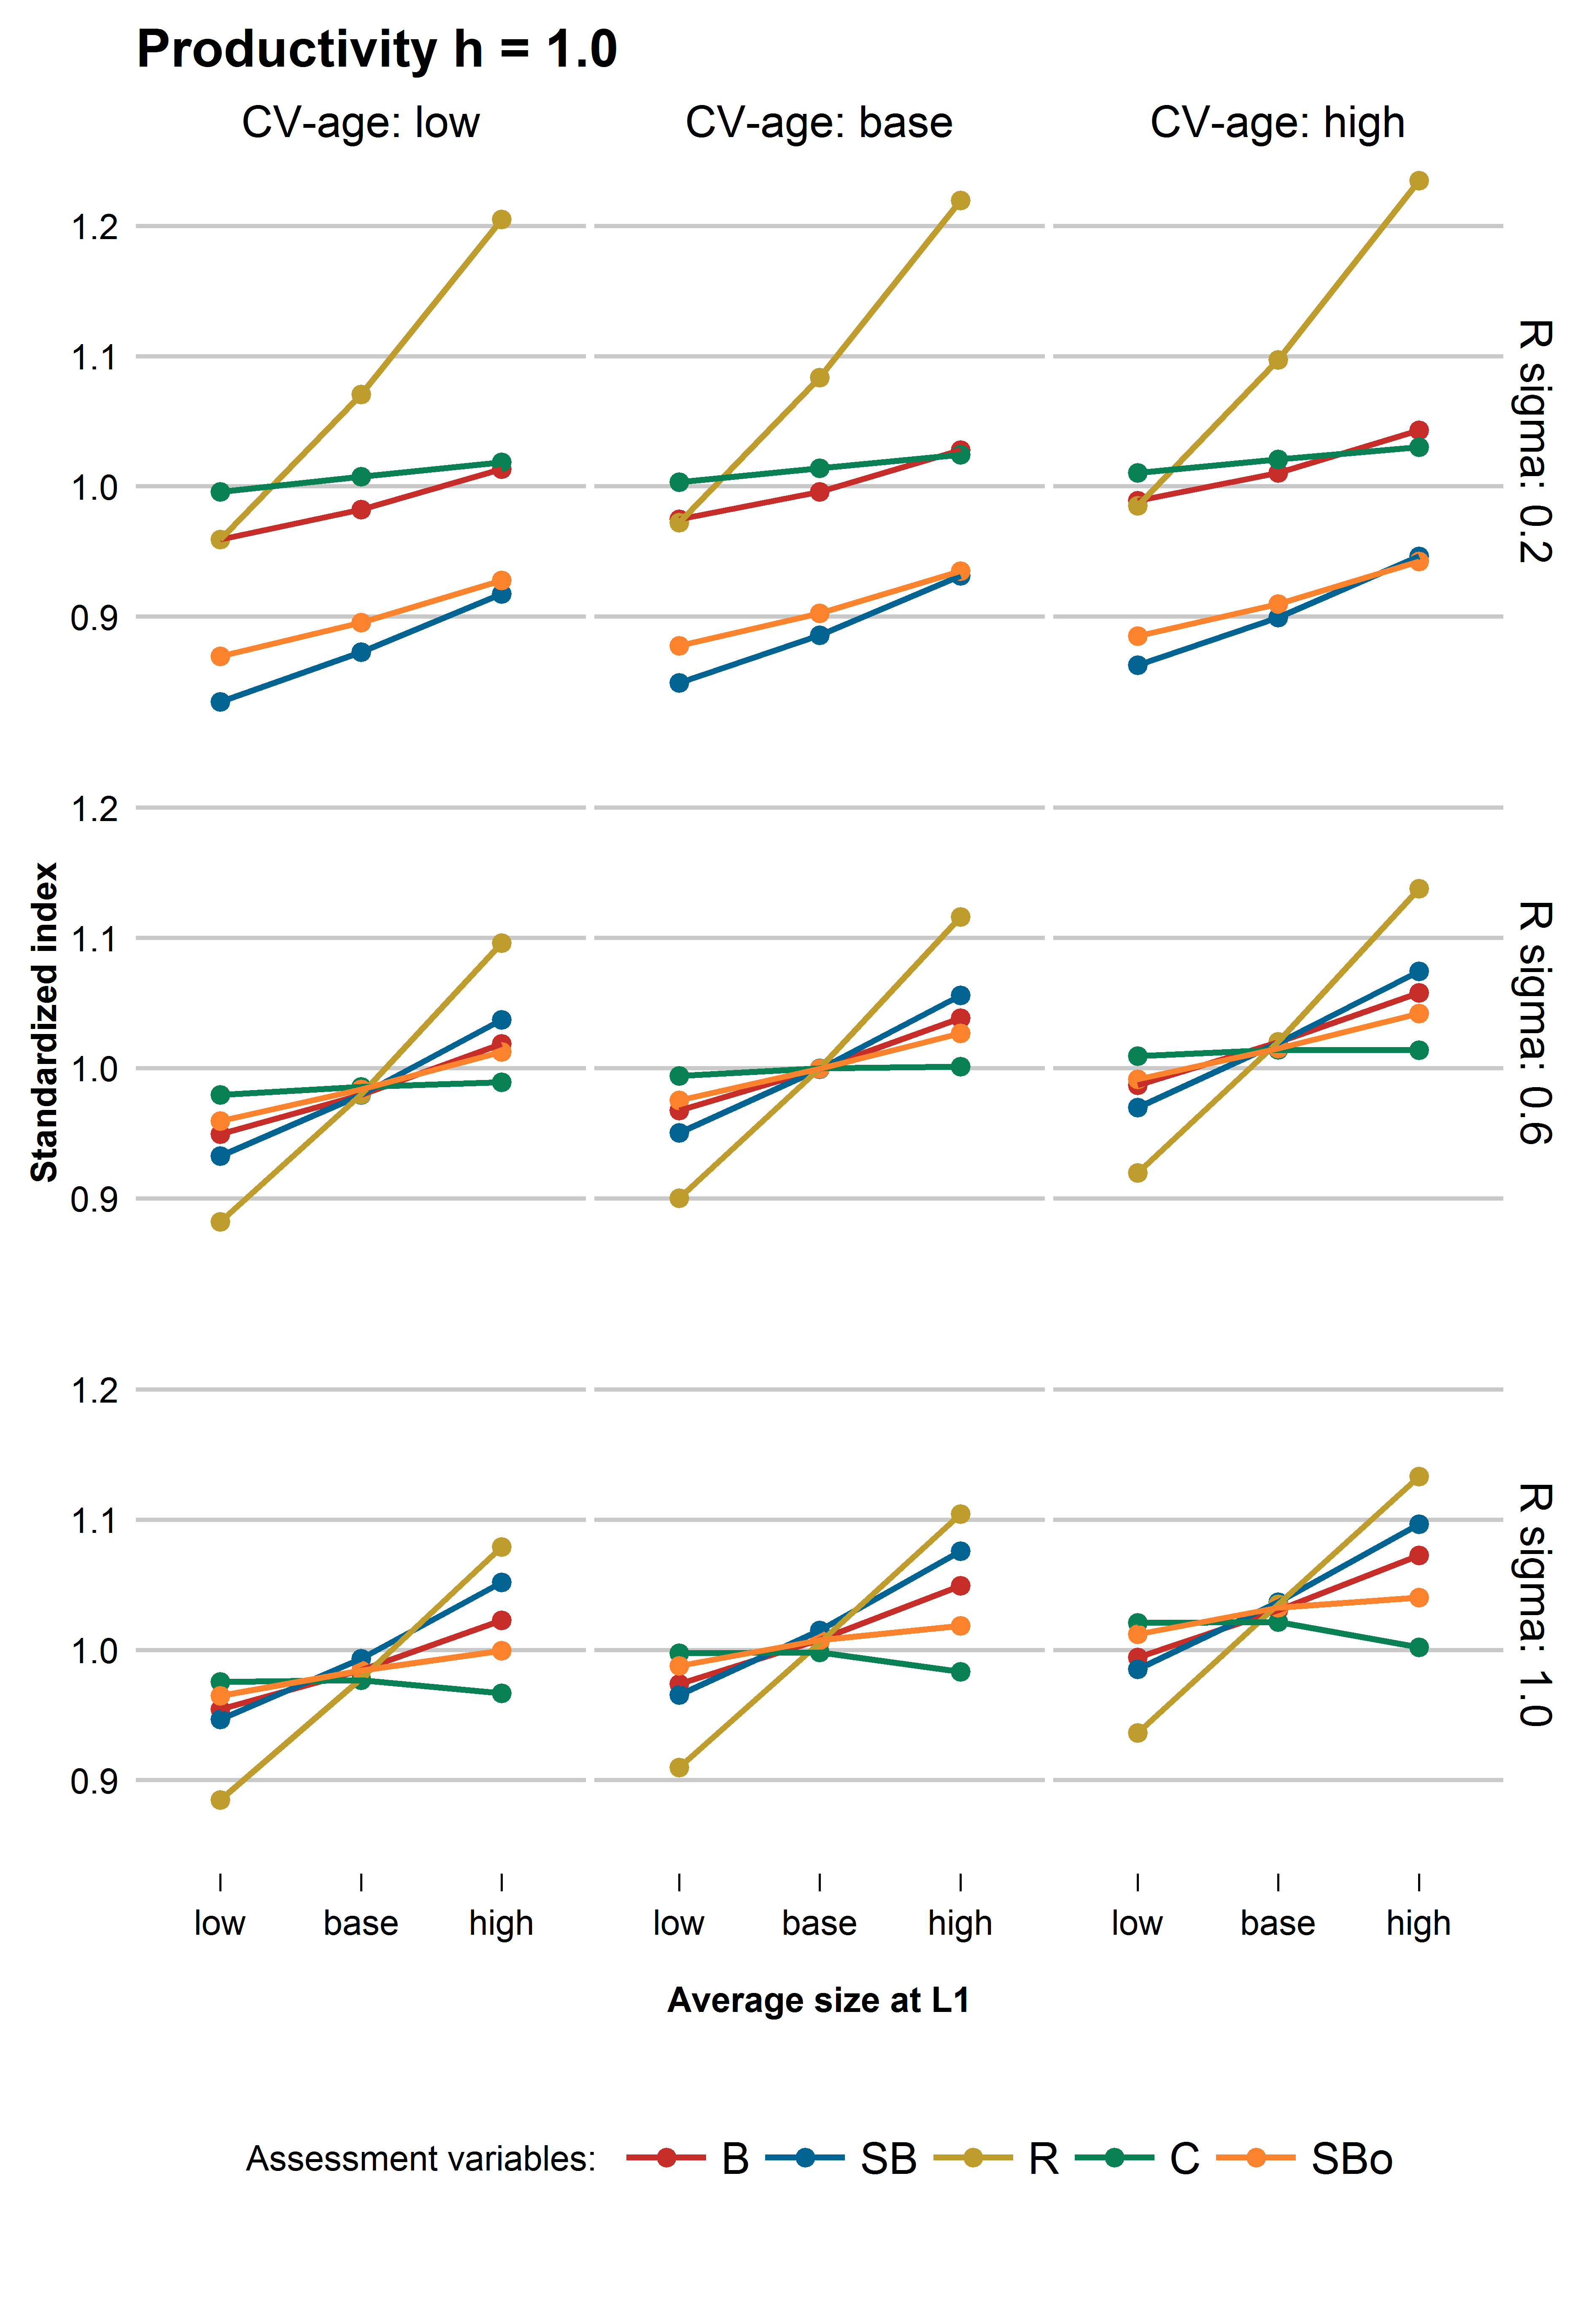 Productivity h = 1.0
CV-age: low CV-age: base CV-age: high
1.2
1.1
1.0
0.9
R sigma: 0.2
1.2
1.1
1.0
0.9
R sigma: 0.6
Standardized index
1.2
1.1
1.0
0.9
R sigma: 1.0
low base high low base high low base high
Average size at L1
Assessment variables: B SB R C SBo